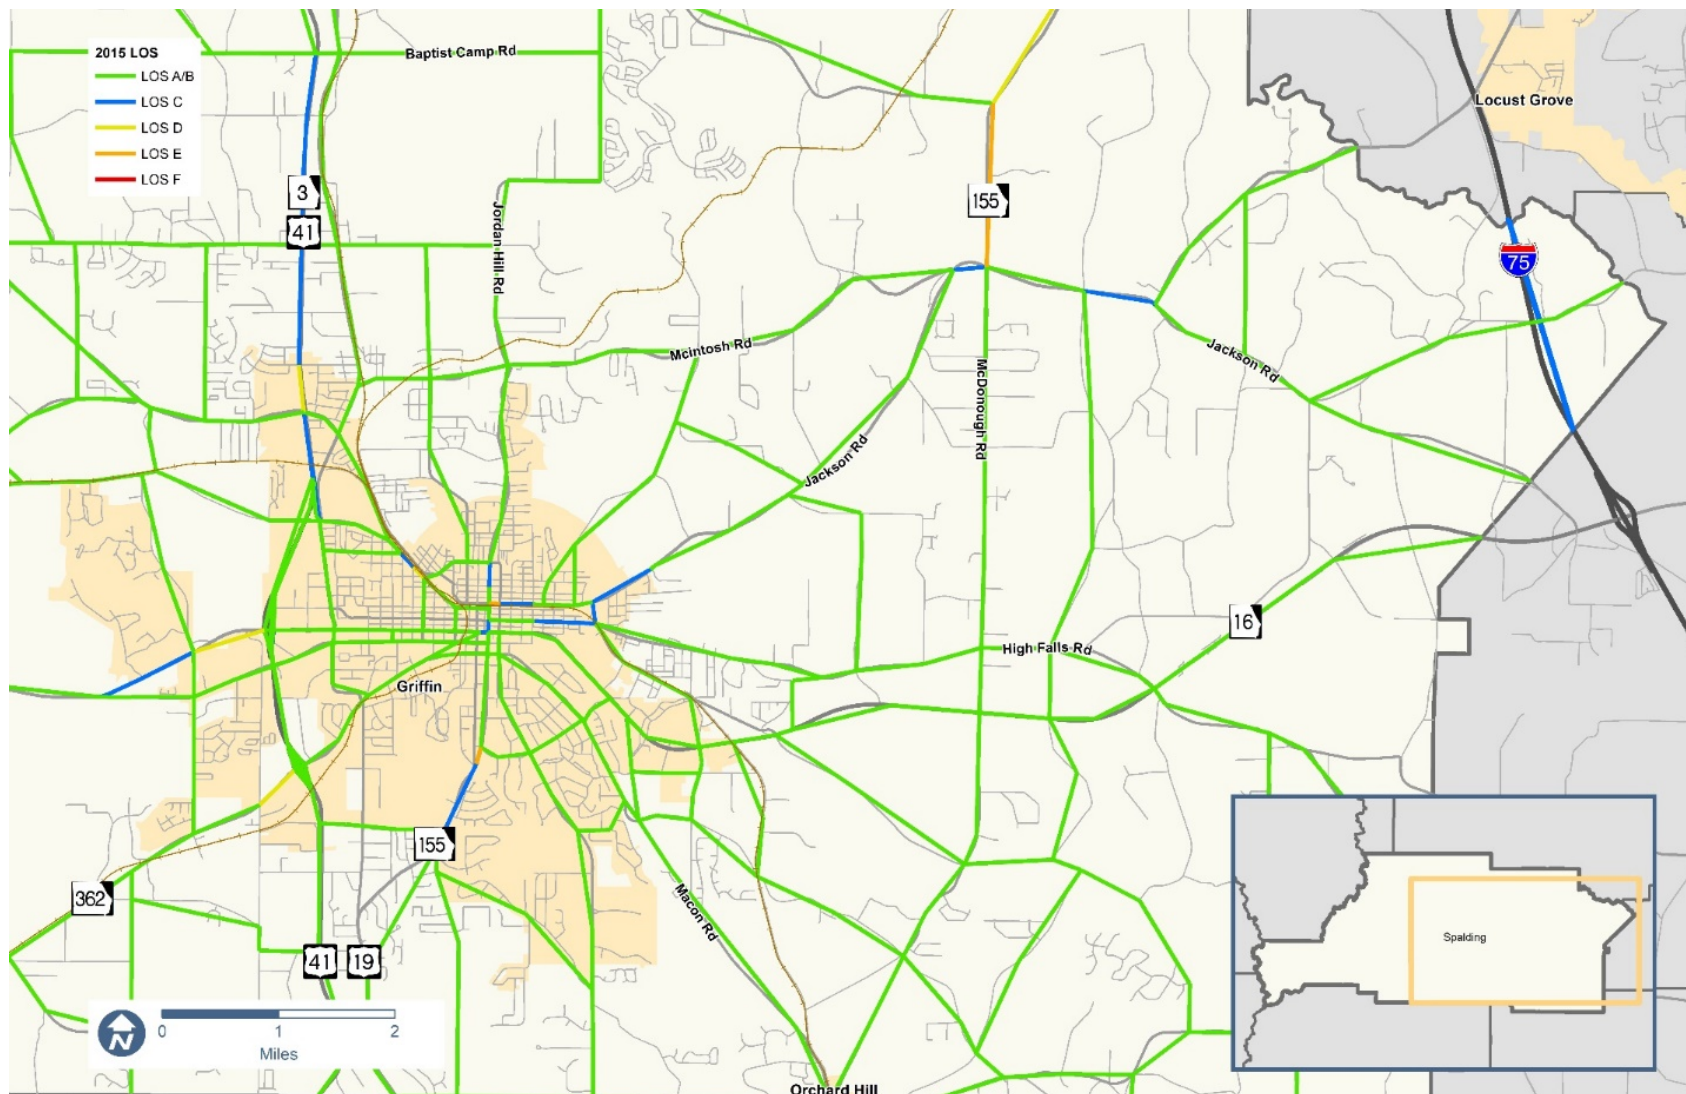 2015 LOS
LOS A/B
LOS C
LOS D
LOS E
LOS F
Baptist Camp Rd
Locust Grove
3
41
Jordan Hill Rd
155
75
Mcintosh Rd
Jackson Rd
McDonough Rd
Jackson Rd
16
High Falls Rd
Griffin
155
362
Macon Rd
41
19
Spalding
N
0
1
2
Miles
Orchard Hill